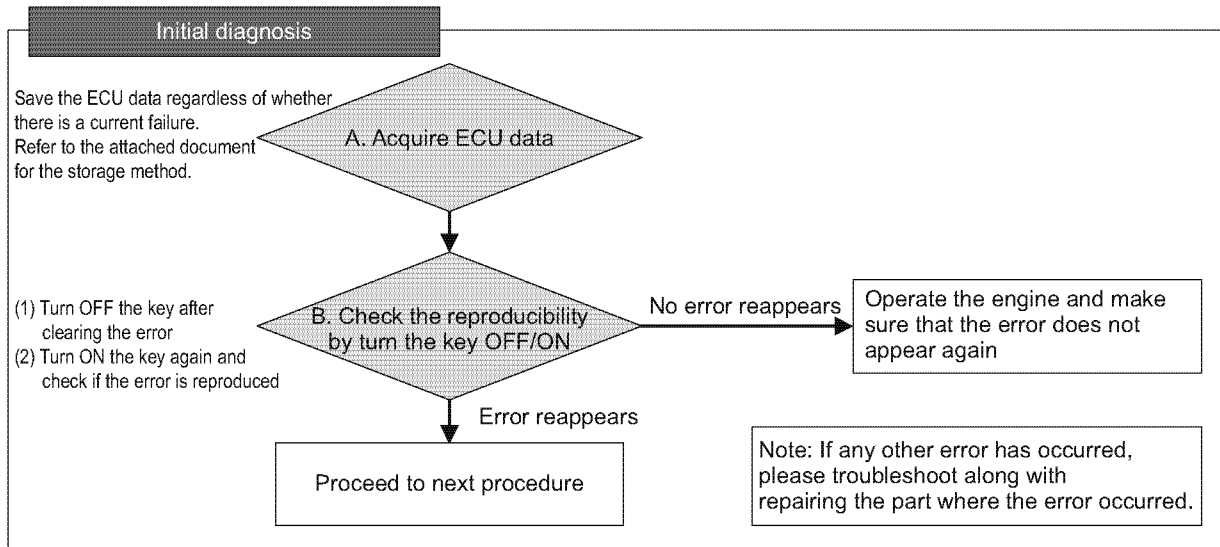 Initial diagnosis
Save the ECU data regardless of whether
there is a current failure.
Refer to the attached document
for the storage method.
A. Acquire ECU data
(1) Turn OFF the key after
clearing the error
(2) Turn ON the key again and
check if the error is reproduced
B. Check the reproducibility
by turn the key OFF/ON
No error reappears
Operate the engine and make
sure that the error does not
appear again
Error reappears
Proceed to next procedure
Note: If any other error has occurred,
please troubleshoot along with
repairing the part where the error occurred.